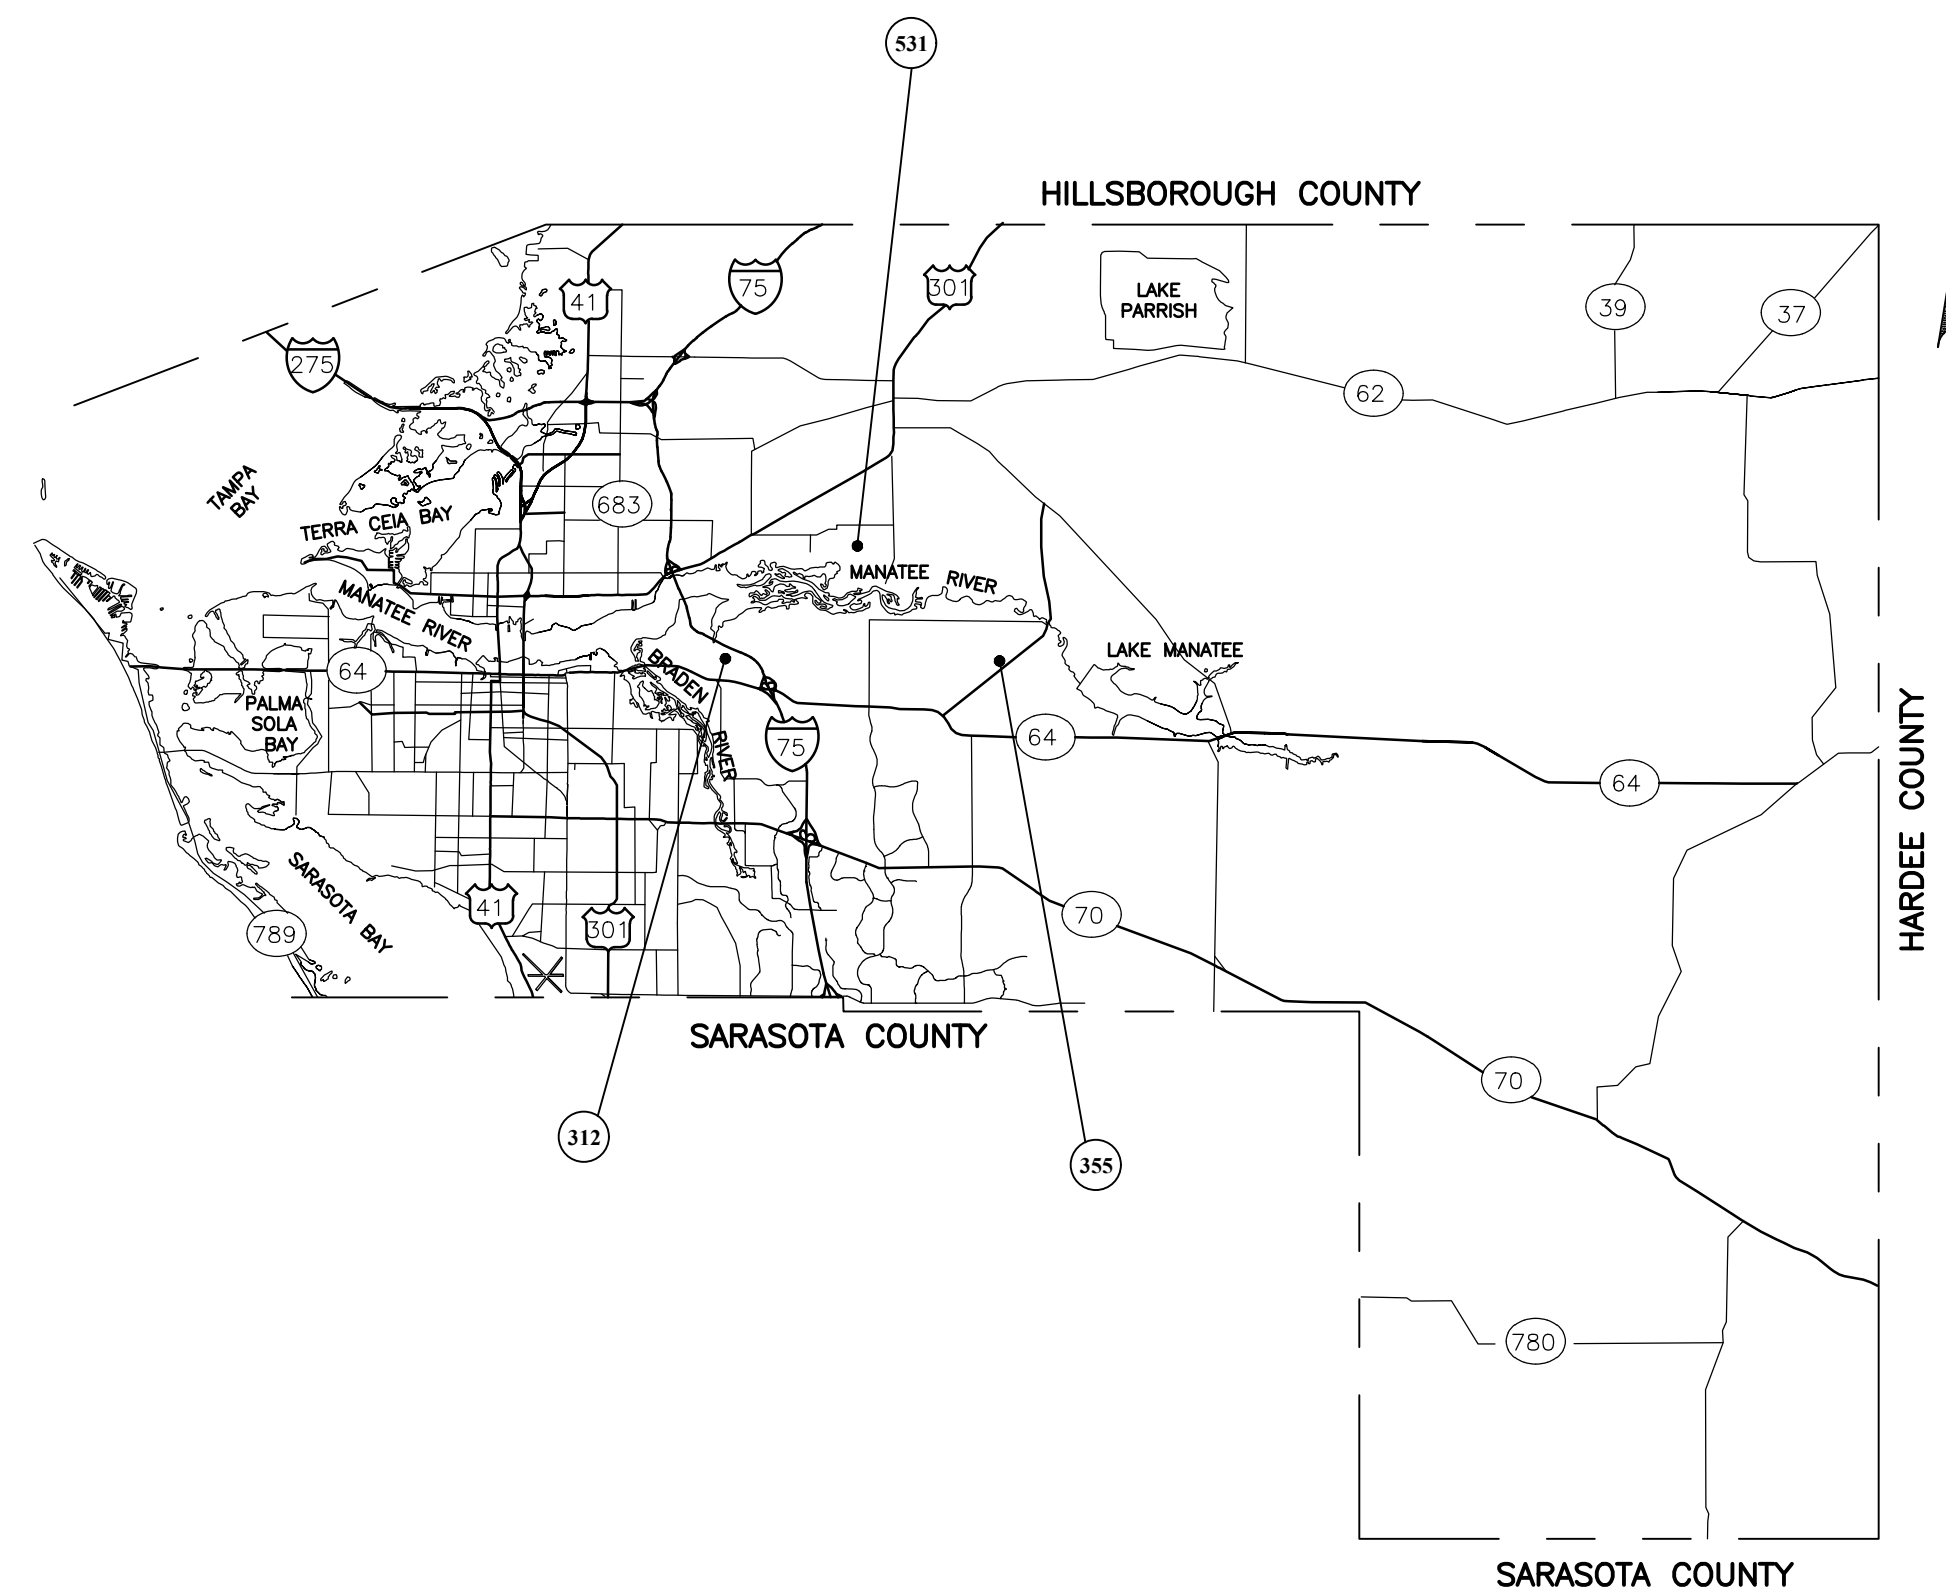 531
HILLSBOROUGH COUNTY
41
75
301
LAKE
PARRISH
39
37
275
62
TAMPA
BAY
683
TERRA CEIA BAY
MANATEE RIVER
MANATEE RIVER
64
BRADEN
RIVER
LAKE MANATEE
PALMA
SOLA
BAY
75
64
64
HARDEE COUNTY
SARASOTA BAY
789
41
301
70
SARASOTA COUNTY
70
312
355
780
SARASOTA COUNTY